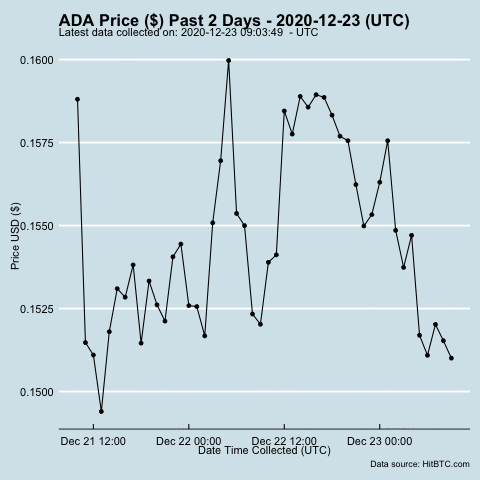 ADA Price ($) Past 2 Days - 2020-12-23 (UTC)
Latest data collected on: 2020-12-23 09:03:49 - UTC
0.1600
0.1575
0.1550
0.1525
0.1500
Price USD ($)
Dec 21 12:00 Dec 22 00:00 Dec 22 12:00 Dec 23 00:00
Date Time Collected (UTC)
Data source: HitBTC.com